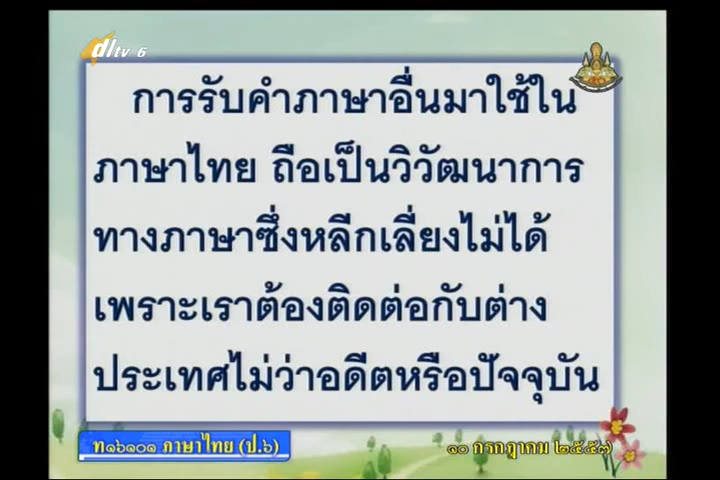 dltv 6
การรับคำภาษาอื่นมาใช้ใน
ภาษาไทย ถือเป็นวิวัฒนาการ
ทางภาษาซึ่งหลีกเลี่ยงไม่ได้
เพราะเราต้องติดต่อกับต่าง
ประเทศไม่ว่าอดีตหรือปัจจุบัน
ท๑๖๑๐๑ ภาษาไทย (ป.๖)
๑๐ กรกฎาคม ๒๕๕๓